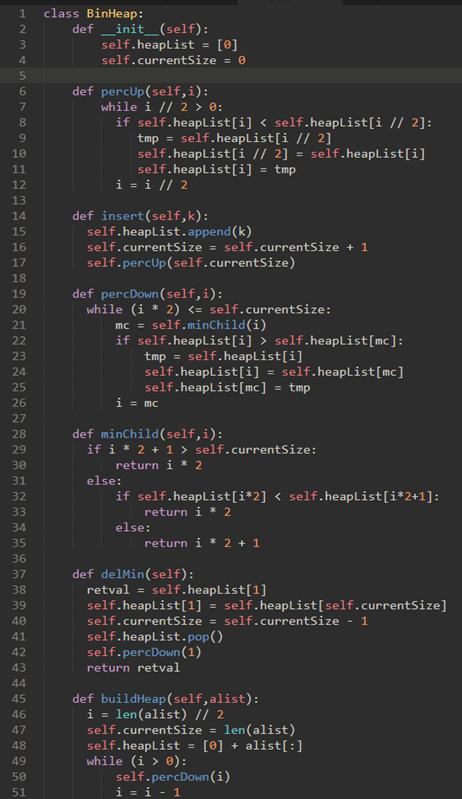 1 class BinHeap:
2     def __init__(self):
3         self.heapList = [0]
4         self.currentSize = 0
5
6     def percUp(self,i):
7         while i // 2 > 0:
8           if self.heapList[i] < self.heapList[i // 2]:
9              tmp = self.heapList[i // 2]
10              self.heapList[i // 2] = self.heapList[i]
11              self.heapList[i] = tmp
12           i = i // 2
13
14     def insert(self,k):
15       self.heapList.append(k)
16       self.currentSize = self.currentSize + 1
17       self.percUp(self.currentSize)
18
19     def percDown(self,i):
20       while (i * 2) <= self.currentSize:
21           mc = self.minChild(i)
22           if self.heapList[i] > self.heapList[mc]:
23               tmp = self.heapList[i]
24               self.heapList[i] = self.heapList[mc]
25               self.heapList[mc] = tmp
26           i = mc
27
28     def minChild(self,i):
29       if i * 2 + 1 > self.currentSize:
30           return i * 2
31       else:
32           if self.heapList[i*2] < self.heapList[i*2+1]:
33               return i * 2
34           else:
35               return i * 2 + 1
36
37     def delMin(self):
38       retval = self.heapList[1]
39       self.heapList[1] = self.heapList[self.currentSize]
40       self.currentSize = self.currentSize - 1
41       self.heapList.pop()
42       self.percDown(1)
43       return retval
44
45     def buildHeap(self,alist):
46       i = len(alist) // 2
47       self.currentSize = len(alist)
48       self.heapList = [0] + alist[:]
49       while (i > 0):
50           self.percDown(i)
51           i = i - 1